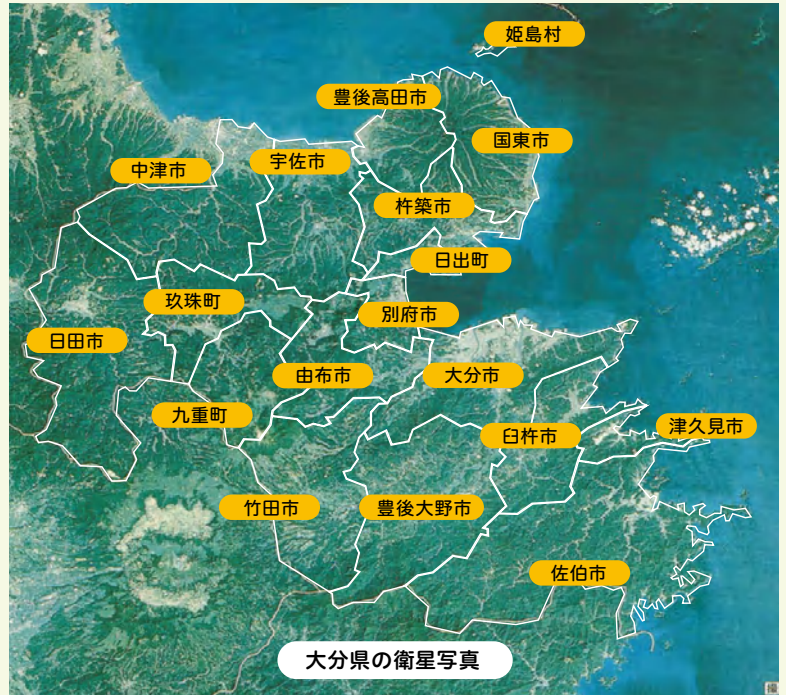 姫島村
豊後高田市
国東市
中津市
宇佐市
杵築市
日出町
玖珠町
別府市
日田市
由布市
大分市
九重町
津久見市
臼杵市
竹田市
豊後大野市
佐伯市
大分県の衛星写真